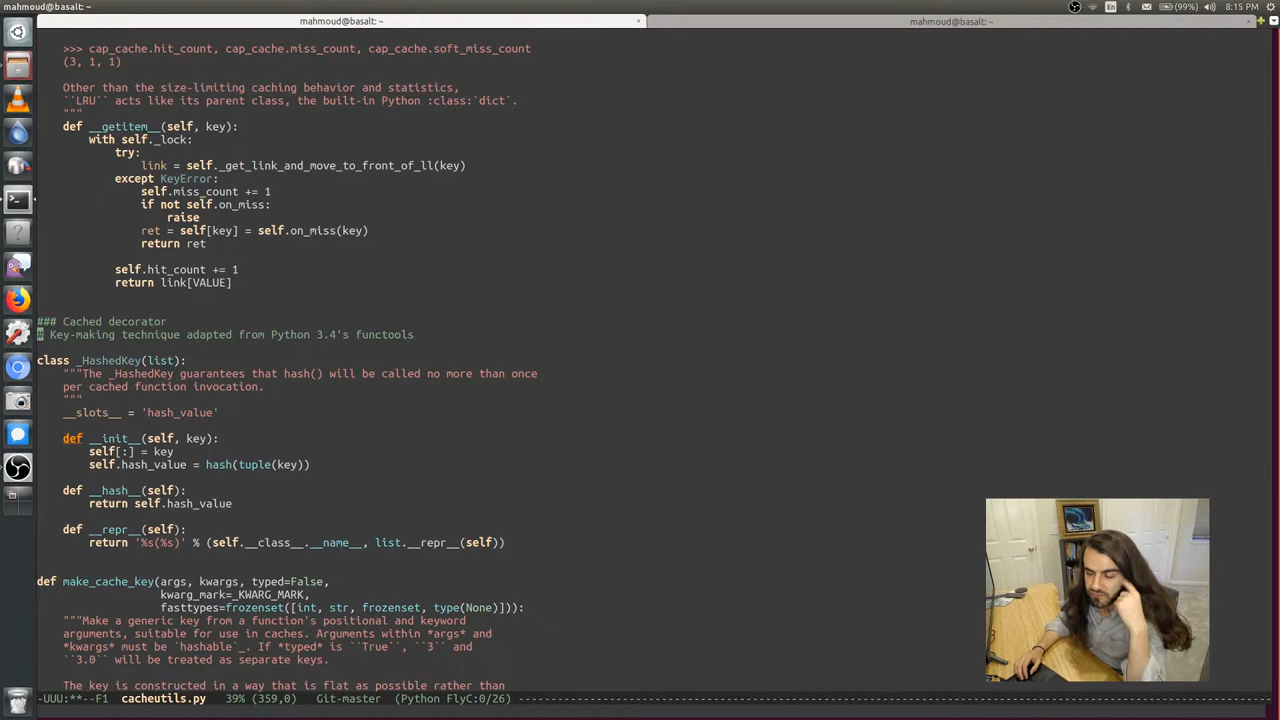 mahmoud@basalt: ~
En
(99%)
8:15 PM
mahmoud@basalt: ~
mahmoud@basalt: ~
>>> cap_cache.hit_count, cap_cache.miss_count, cap_cache.soft_miss_count
(3, 1, 1)
Other than the size-limiting caching behavior and statistics,
``LRU`` acts like its parent class, the built-in Python :class:`dict`.
"""
def __getitem__(self, key):
with self._lock:
try:
link = self._get_link_and_move_to_front_of_ll(key)
except KeyError:
self.miss_count += 1
if not self.on_miss:
raise
ret = self[key] = self.on_miss(key)
return ret
self.hit_count += 1
return link[VALUE]
### Cached decorator
# Key-making technique adapted from Python 3.4's functools
class _HashedKey(list):
"""The _HashedKey guarantees that hash() will be called no more than once
per cached function invocation.
"""
__slots__ = 'hash_value'
def __init__(self, key):
self[:] = key
self.hash_value = hash(tuple(key))
def __hash__(self):
return self.hash_value
def __repr__(self):
return '%s(%s)' % (self.__class__.__name__, list.__repr__(self))
def make_cache_key(args, kwargs, typed=False,
kwarg_mark=_KWARG_MARK,
fasttypes=frozenset([int, str, frozenset, type(None)])):
"""Make a generic key from a function's positional and keyword
arguments, suitable for use in caches. Arguments within *args* and
*kwargs* must be `hashable`_. If *typed* is ``True``, ``3`` and
``3.0`` will be treated as separate keys.
The key is constructed in a way that is flat as possible rather than
-UUU:**--F1 cacheutils.py 39% (359,0) Git-master (Python FlyC:0/26)